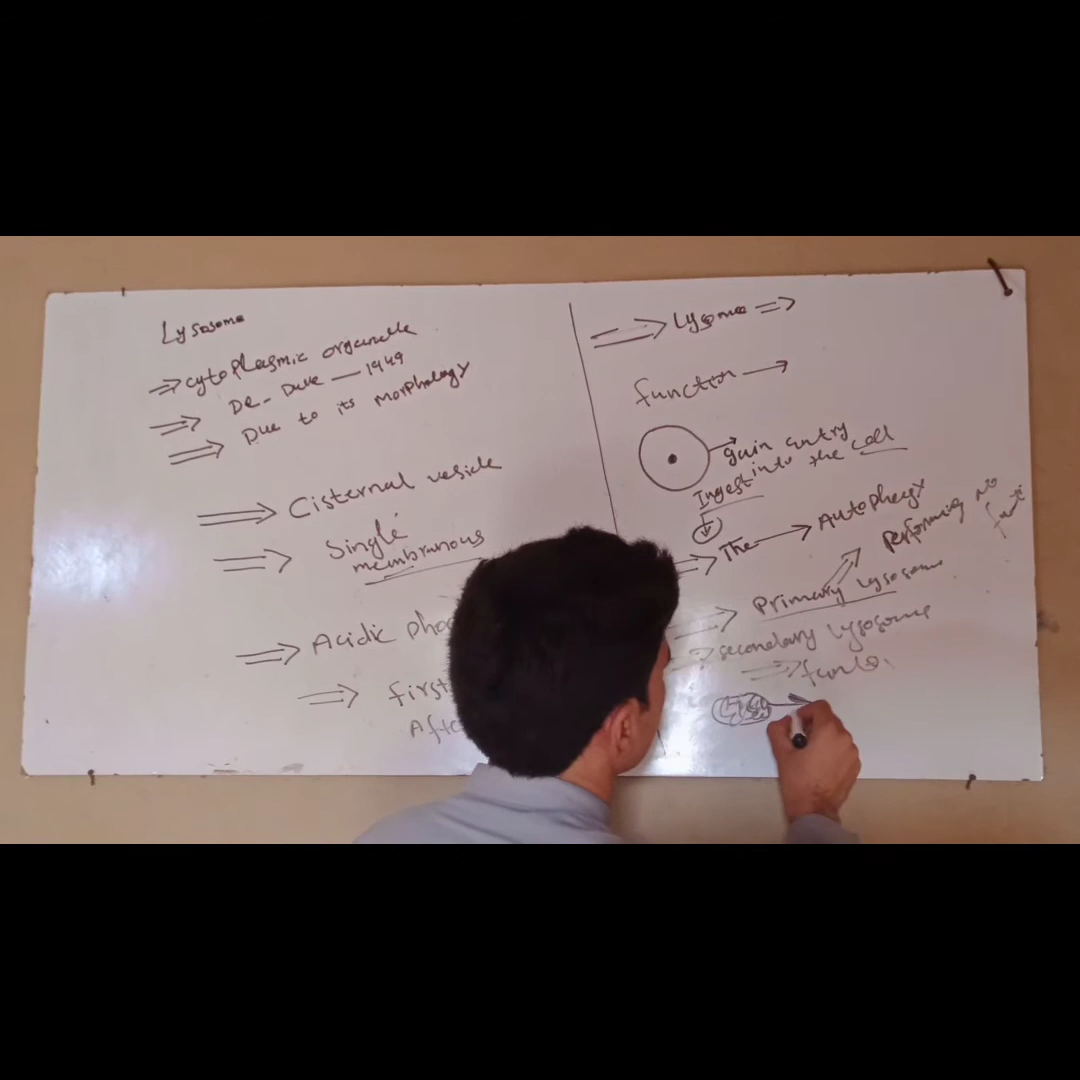 Lysosome
⇒ cytoplasmic organelle
⇒ De-Duve — 1949
⇒ Due to its morphology
⇒ Cisternal vesicle
⇒ Single
membranous
⇒ Acidic
⇒ first
⇒ Lysome ⇒
function →
→ gain entry
into the cell
Ingest
⇒ The → Autophagy
performing no
⇒ Primary Lysosome
⇒ secondary Lysosome
⇒